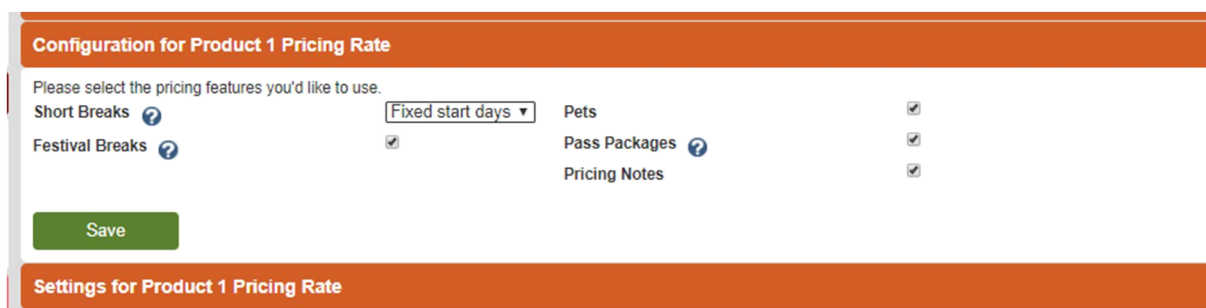 Configuration for Product 1 Pricing Rate
Please select the pricing features you'd like to use.
Short Breaks ? Fixed start days ▼ Pets
Festival Breaks ? Pass Packages ?
Pricing Notes
Save
Settings for Product 1 Pricing Rate